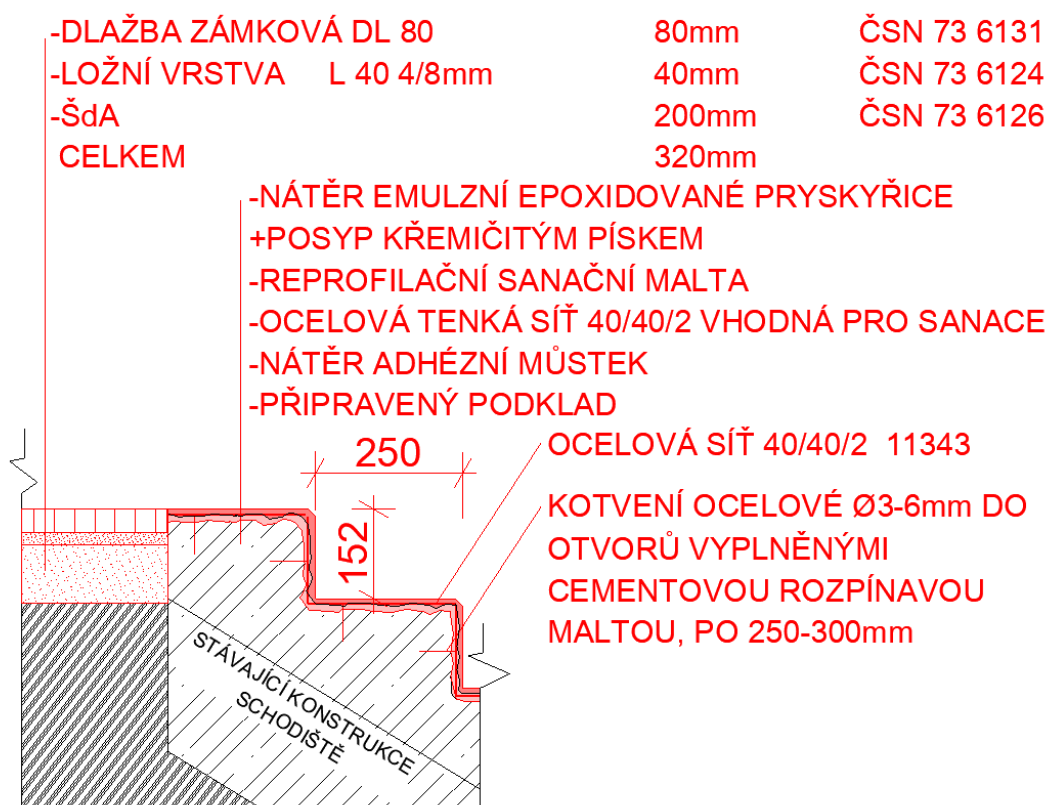 -DLAŽBA ZÁMKOVÁ DL 80 80mm ČSN 73 6131
-LOŽNÍ VRSTVA L 40 4/8mm 40mm ČSN 73 6124
-ŠdA 200mm ČSN 73 6126
CELKEM 320mm
-NÁTĚR EMULZNÍ EPOXIDOVANÉ PRYSKYŘICE
+POSYP KŘEMIČITÝM PÍSKEM
-REPROFILAČNÍ SANAČNÍ MALTA
-OCELOVÁ TENKÁ SÍŤ 40/40/2 VHODNÁ PRO SANACE
-NÁTĚR ADHÉZNÍ MŮSTEK
-PŘIPRAVENÝ PODKLAD
OCELOVÁ SÍŤ 40/40/2 11343
250
KOTVENÍ OCELOVÉ Ø3-6mm DO
OTVORŮ VYPLNĚNÝMI
CEMENTOVOU ROZPÍNAVOU
MALTOU, PO 250-300mm
152
STÁVAJÍCÍ KONSTRUKCE
SCHODIŠTĚ